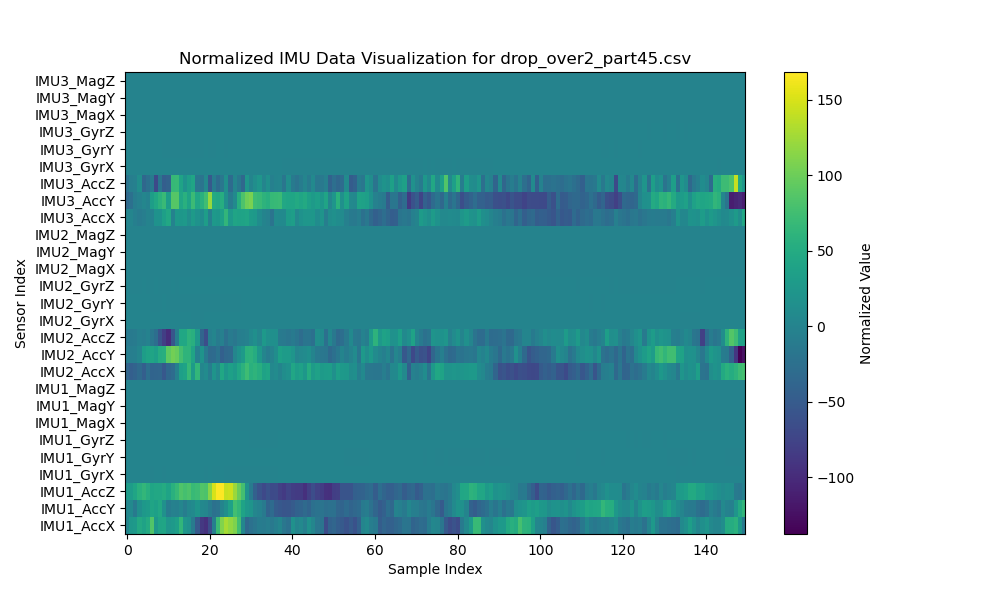 Normalized IMU Data Visualization for drop_over2_part45.csv
IMU3_MagZ
IMU3_MagY
IMU3_MagX
IMU3_GyrZ
IMU3_GyrY
IMU3_GyrX
IMU3_AccZ
IMU3_AccY
IMU3_AccX
IMU2_MagZ
IMU2_MagY
IMU2_MagX
IMU2_GyrZ
IMU2_GyrY
IMU2_GyrX
IMU2_AccZ
IMU2_AccY
IMU2_AccX
IMU1_MagZ
IMU1_MagY
IMU1_MagX
IMU1_GyrZ
IMU1_GyrY
IMU1_GyrX
IMU1_AccZ
IMU1_AccY
IMU1_AccX
Sensor Index
0 20 40 60 80 100 120 140
Sample Index
150
100
50
0
−50
−100
Normalized Value